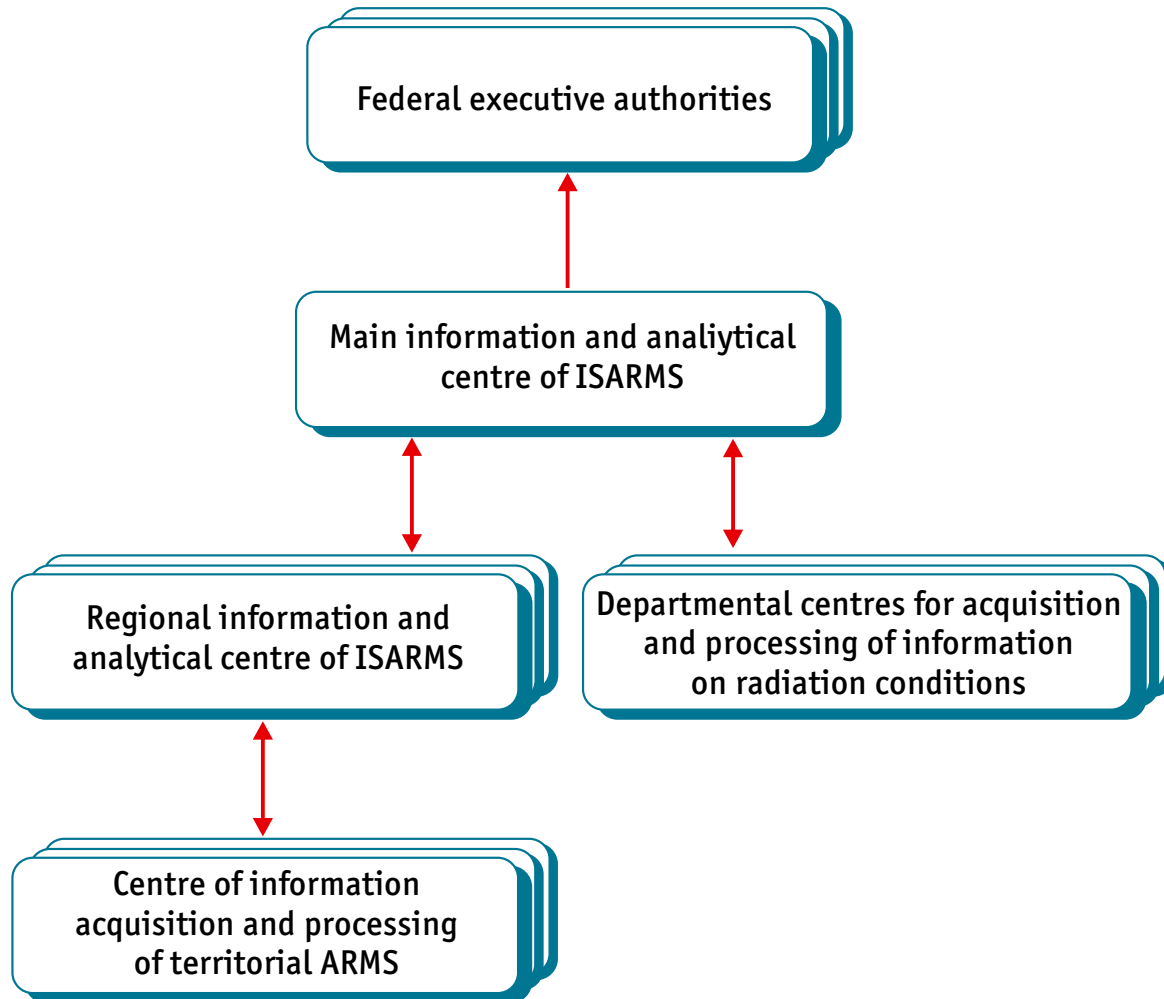 Federal executive authorities
Main information and analiytical
centre of ISARMS
Regional information and
analytical centre of ISARMS
Departmental centres for acquisition
and processing of information
on radiation conditions
Centre of information
acquisition and processing
of territorial ARMS